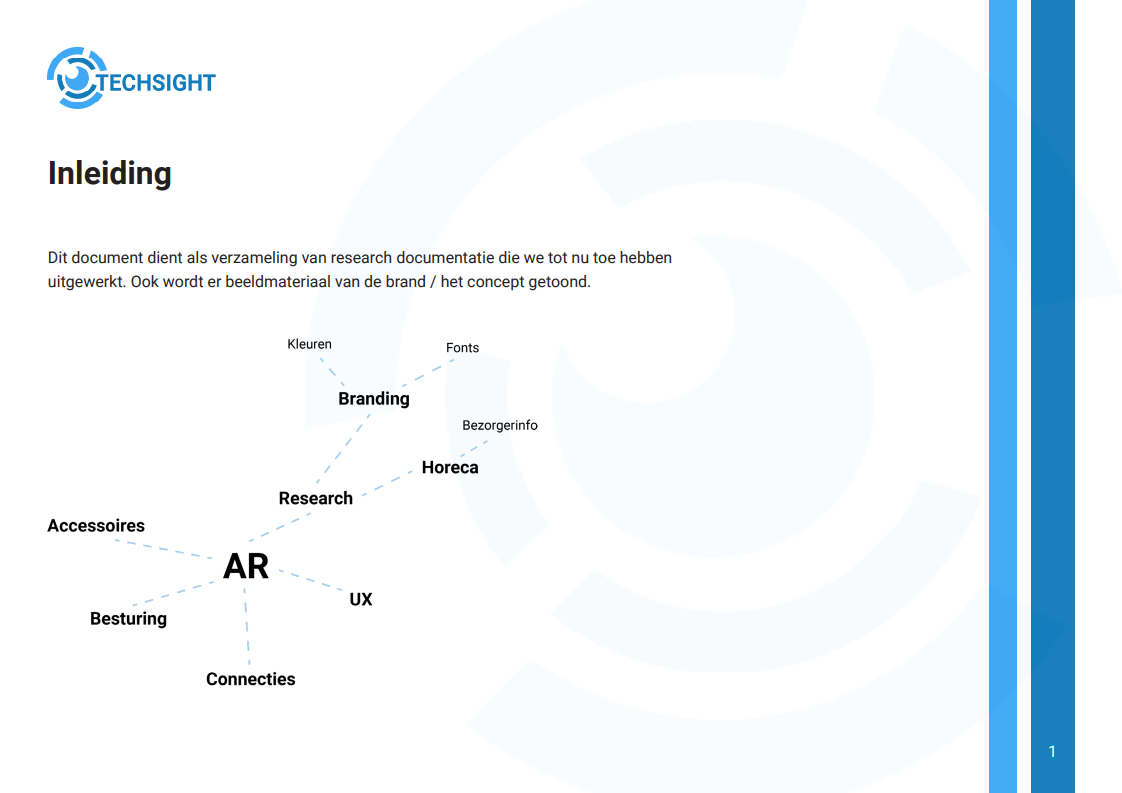 TECHSIGHT
Inleiding
Dit document dient als verzameling van research documentatie die we tot nu toe hebben
uitgewerkt. Ook wordt er beeldmateriaal van de brand / het concept getoond.
Kleuren
Fonts
Branding
Bezorgerinfo
Horeca
Research
Accessoires
AR
UX
Besturing
Connecties
1